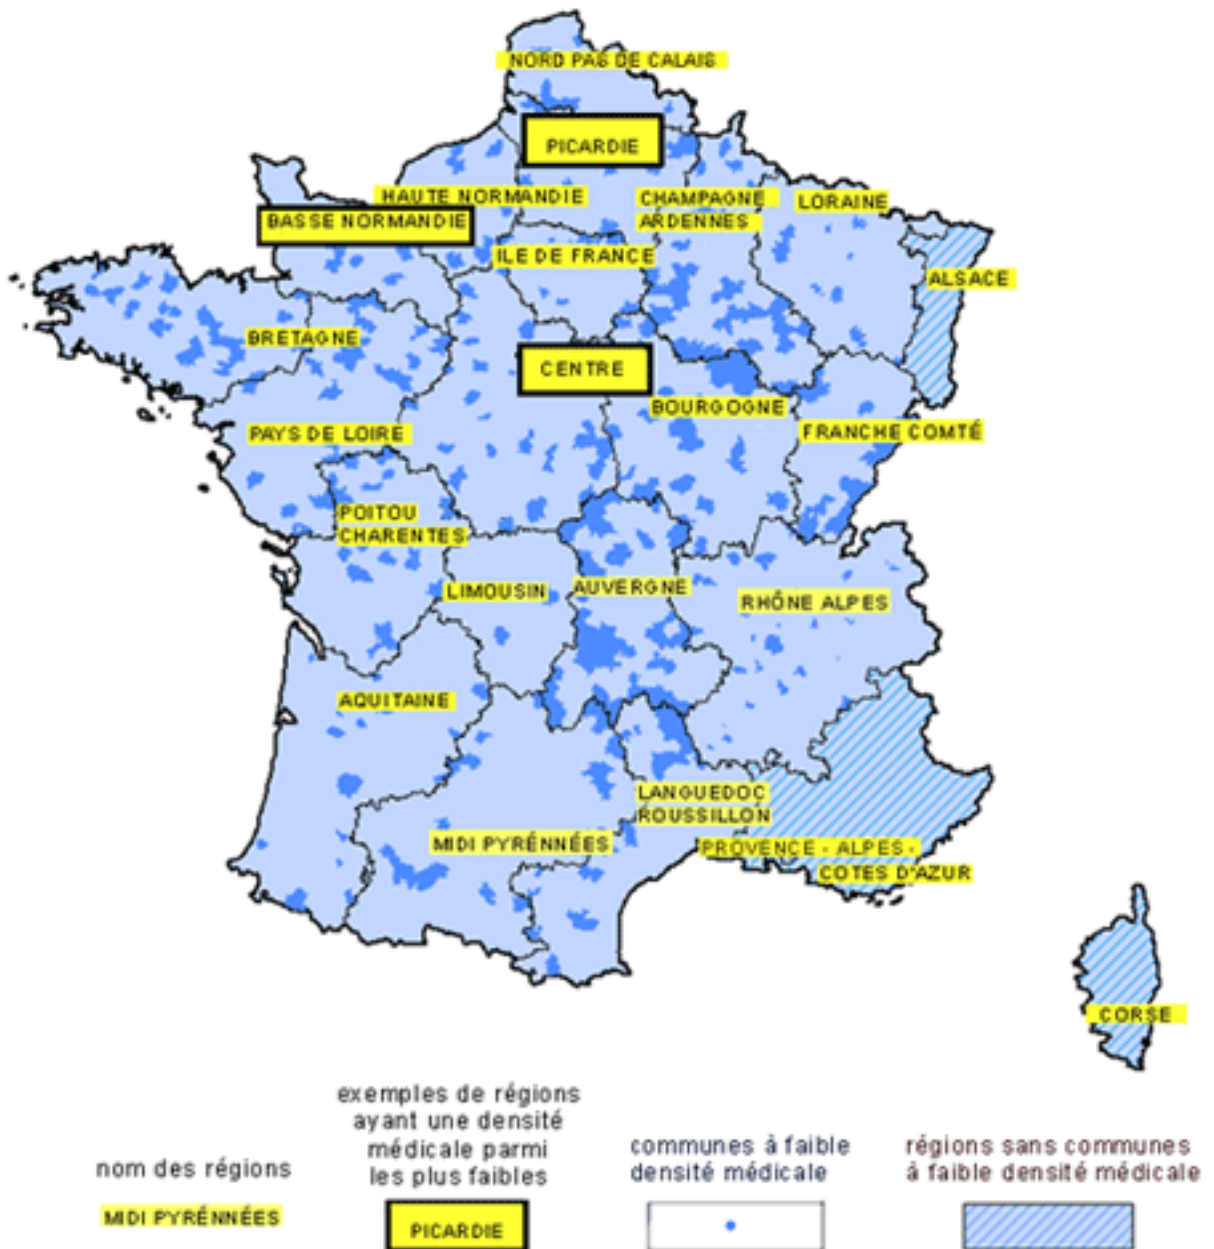 NORD PAS DE CALAIS
PICARDIE
HAUTE NORMANDIE
CHAMPAGNE
ARDENNES
LORAINE
BASSE NORMANDIE
ILE DE FRANCE
ALSACE
BRETAGNE
CENTRE
BOURGOGNE
PAYS DE LOIRE
FRANCHE COMTÉ
POITOU
CHARENTES
LIMOUSIN
AUVERGNE
RHÔNE ALPES
AQUITAINE
LANGUEDOC
ROUSSILLON
MIDI PYRÉNNÉES
PROVENCE - ALPES -
COTES D'AZUR
CORSE
nom des régions
MIDI PYRÉNNÉES
exemples de régions
ayant une densité
médicale parmi
les plus faibles
PICARDIE
communes à faible
densité médicale
régions sans communes
à faible densité médicale